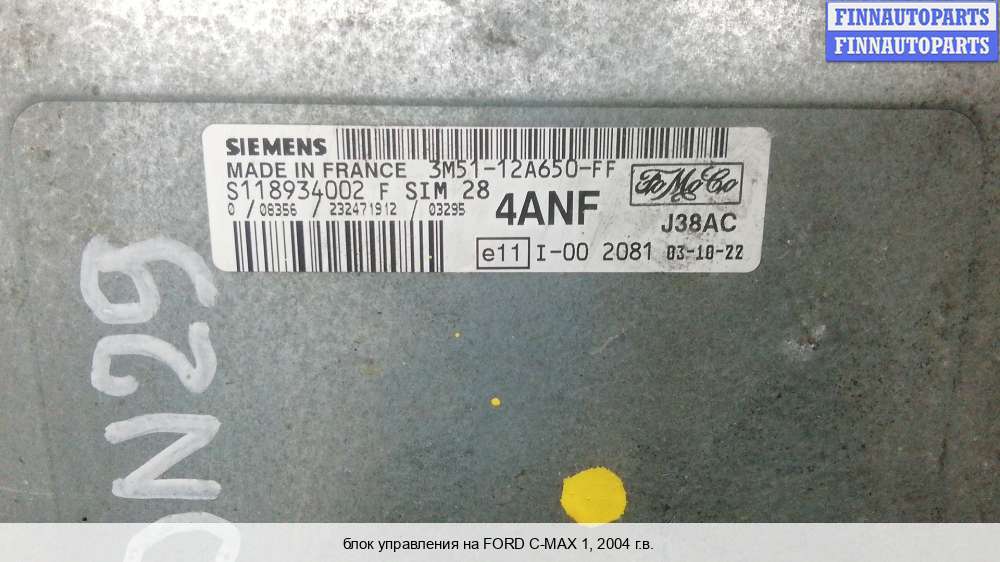 FINNAUTOPARTS
FINNAUTOPARTS
SIEMENS
MADE IN FRANCE 3M51-12A650-FF
S118934002 F SIM 28
FoMoCo
0 / 08356 / 232471912 / 03295
4ANF
J38AC
e11 I-00 2081 03-10-22
ON29
блок управления на FORD C-MAX 1, 2004 г.в.